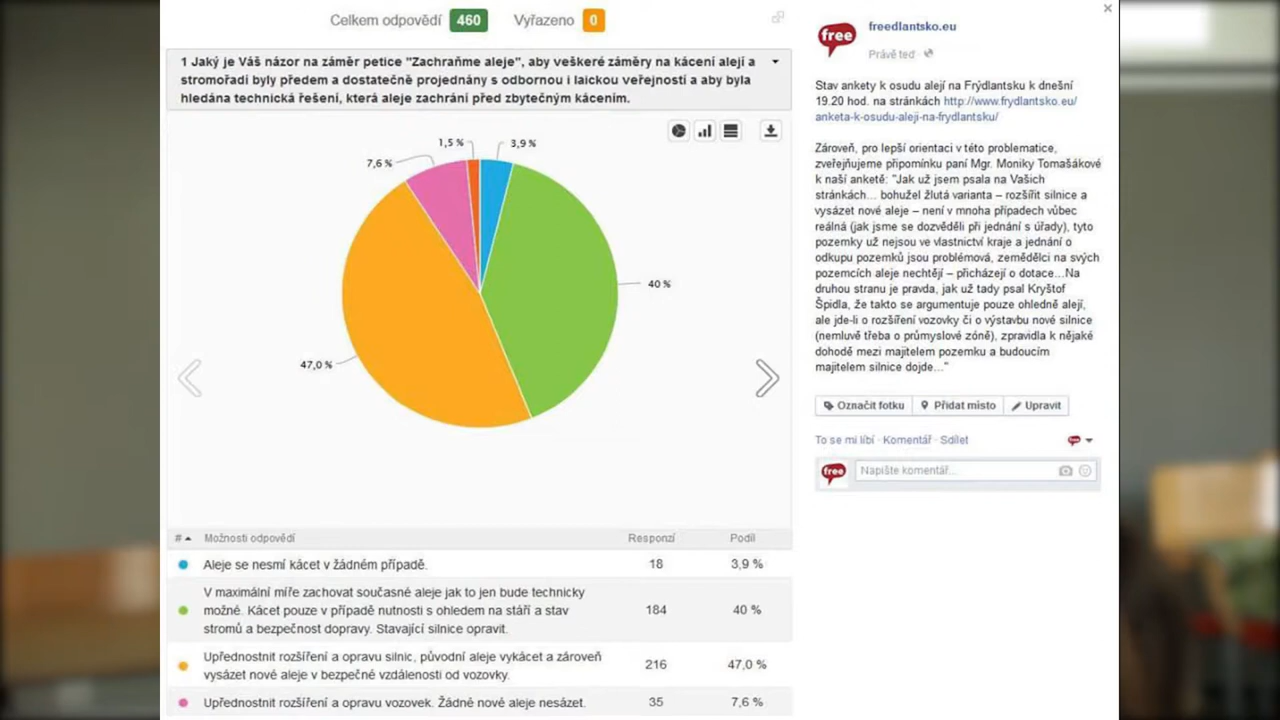 Celkem odpovědí 460 Vyřazeno 0
1 Jaký je Váš názor na záměr petice "Zachraňme aleje", aby veškeré záměry na kácení alejí a
stromořadí byly předem a dostatečně projednány s odbornou i laickou veřejností a aby byla
hledána technická řešení, která aleje zachrání před zbytečným kácením.
1,5 %
3,9 %
7,6 %
40 %
47,0 %
# Možnosti odpovědí Responzí Podíl
Aleje se nesmí kácet v žádném případě. 18 3,9 %
V maximální míře zachovat současné aleje jak to jen bude technicky
možné. Kácet pouze v případě nutnosti s ohledem na stáří a stav
stromů a bezpečnost dopravy. Stavající silnice opravit.
184 40 %
Upřednostnit rozšíření a opravu silnic, původní aleje vykácet a zároveň
vysázet nové aleje v bezpečné vzdálenosti od vozovky.
216 47,0 %
Upřednostnit rozšíření a opravu vozovek. Žádné nové aleje nesázet. 35 7,6 %
free
freedlantsko.eu
Právě teď
Stav ankety k osudu alejí na Frýdlantsku k dnešní
19.20 hod. na stránkách http://www.frydlantsko.eu/
anketa-k-osudu-aleji-na-frydlantsku/
Zároveň, pro lepší orientaci v této problematice,
zveřejňujeme připomínku paní Mgr. Moniky Tomašákové
k naší anketě: "Jak už jsem psala na Vašich
stránkách... bohužel žlutá varianta – rozšířit silnice a
vysázet nové aleje – není v mnoha případech vůbec
reálná (jak jsme se dozvěděli při jednání s úřady), tyto
pozemky už nejsou ve vlastnictví kraje a jednání o
odkupu pozemků jsou problémová, zemědělci na svých
pozemcích aleje nechtějí – přicházejí o dotace...Na
druhou stranu je pravda, jak už tady psal Kryštof
Špidla, že takto se argumentuje pouze ohledně alejí,
ale jde-li o rozšíření vozovky či o výstavbu nové silnice
(nemluvě třeba o průmyslové zóně), zpravidla k nějaké
dohodě mezi majitelem pozemku a budoucím
majitelem silnice dojde..."
Označit fotku Přidat místo Upravit
To se mi líbí · Komentář · Sdílet
free
free Napište komentář...